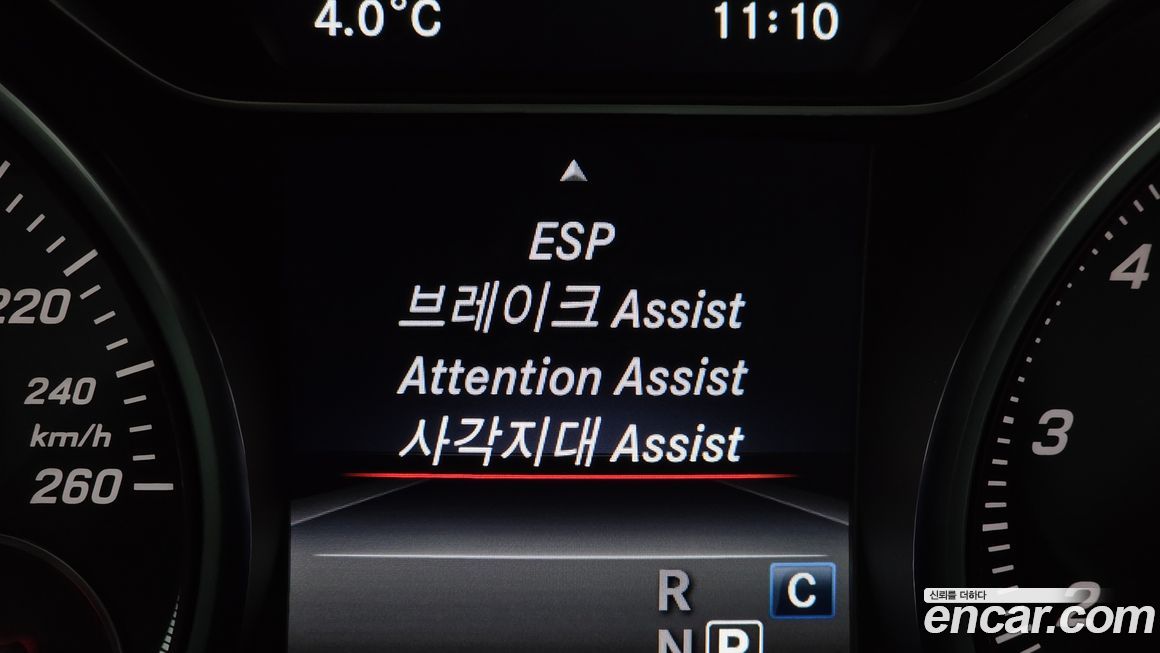 4.0°C 11:10
ESP
브레이크 Assist
Attention Assist
사각지대 Assist
220
240
km/h
260
4
3
2
R C
N P
신뢰를 더하다
encar.com